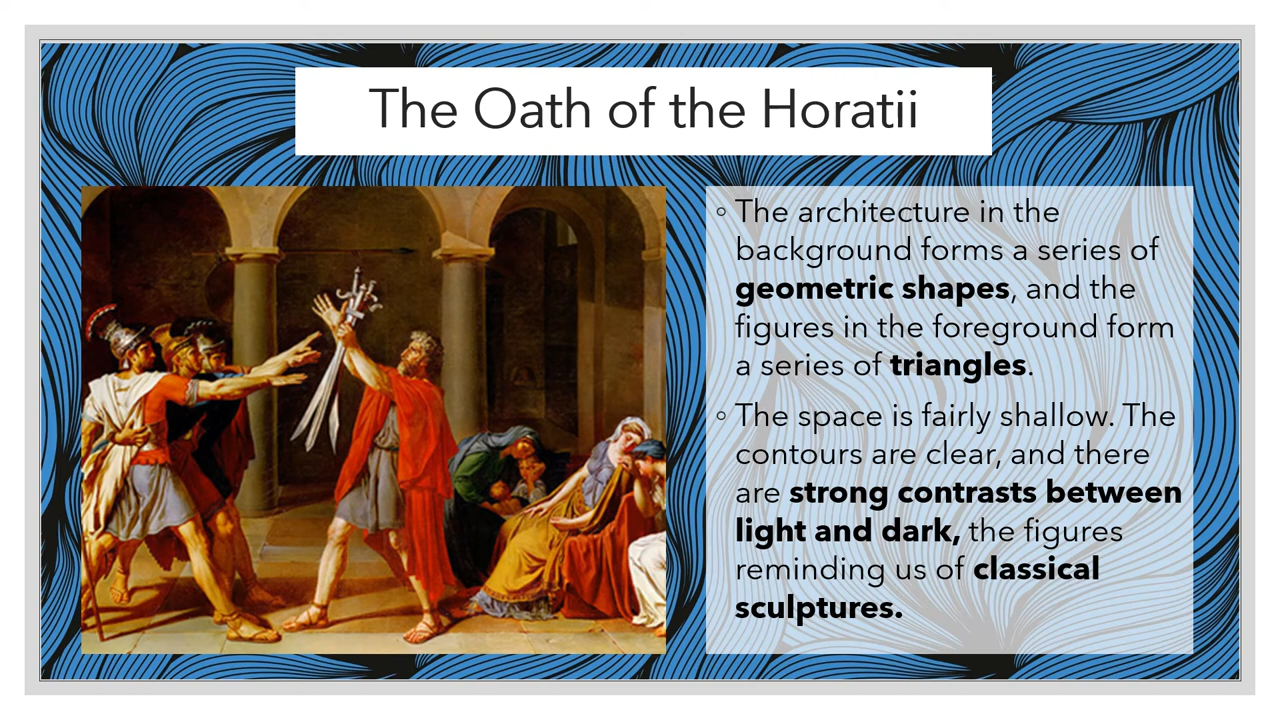 The Oath of the Horatii
◦ The architecture in the
background forms a series of
geometric shapes, and the
figures in the foreground form
a series of triangles.
◦ The space is fairly shallow. The
contours are clear, and there
are strong contrasts between
light and dark, the figures
reminding us of classical
sculptures.